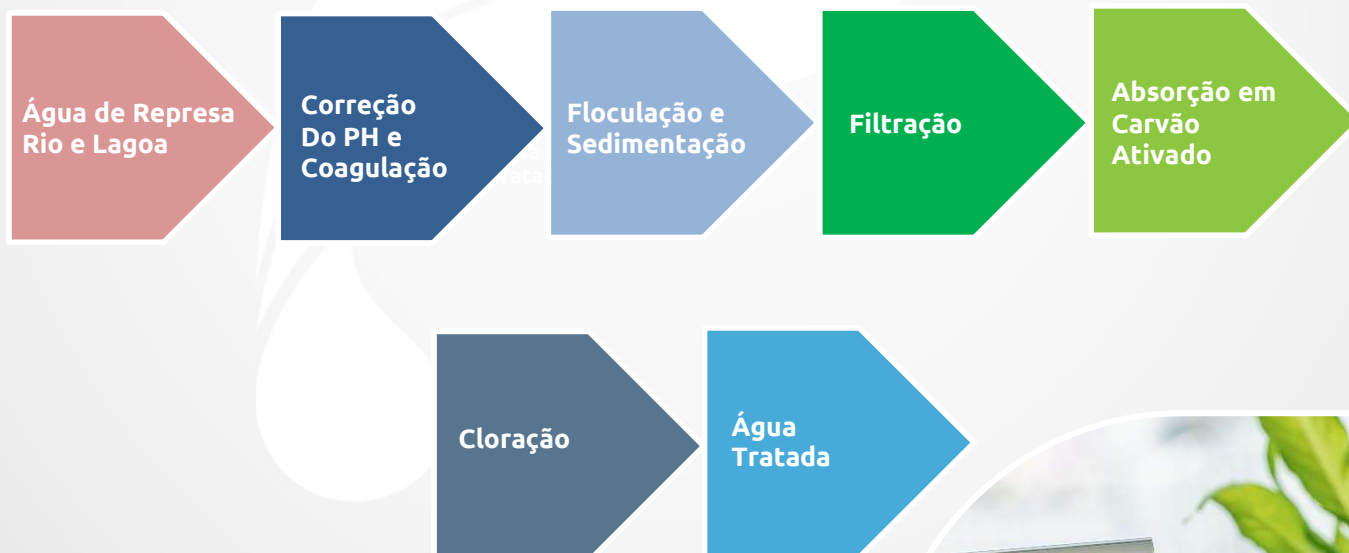 Água de Represa
Rio e Lagoa
Correção
Do PH e
Coagulação
Floculação e
Sedimentação
Filtração
Absorção em
Carvão
Ativado
Cloração
Água
Tratada